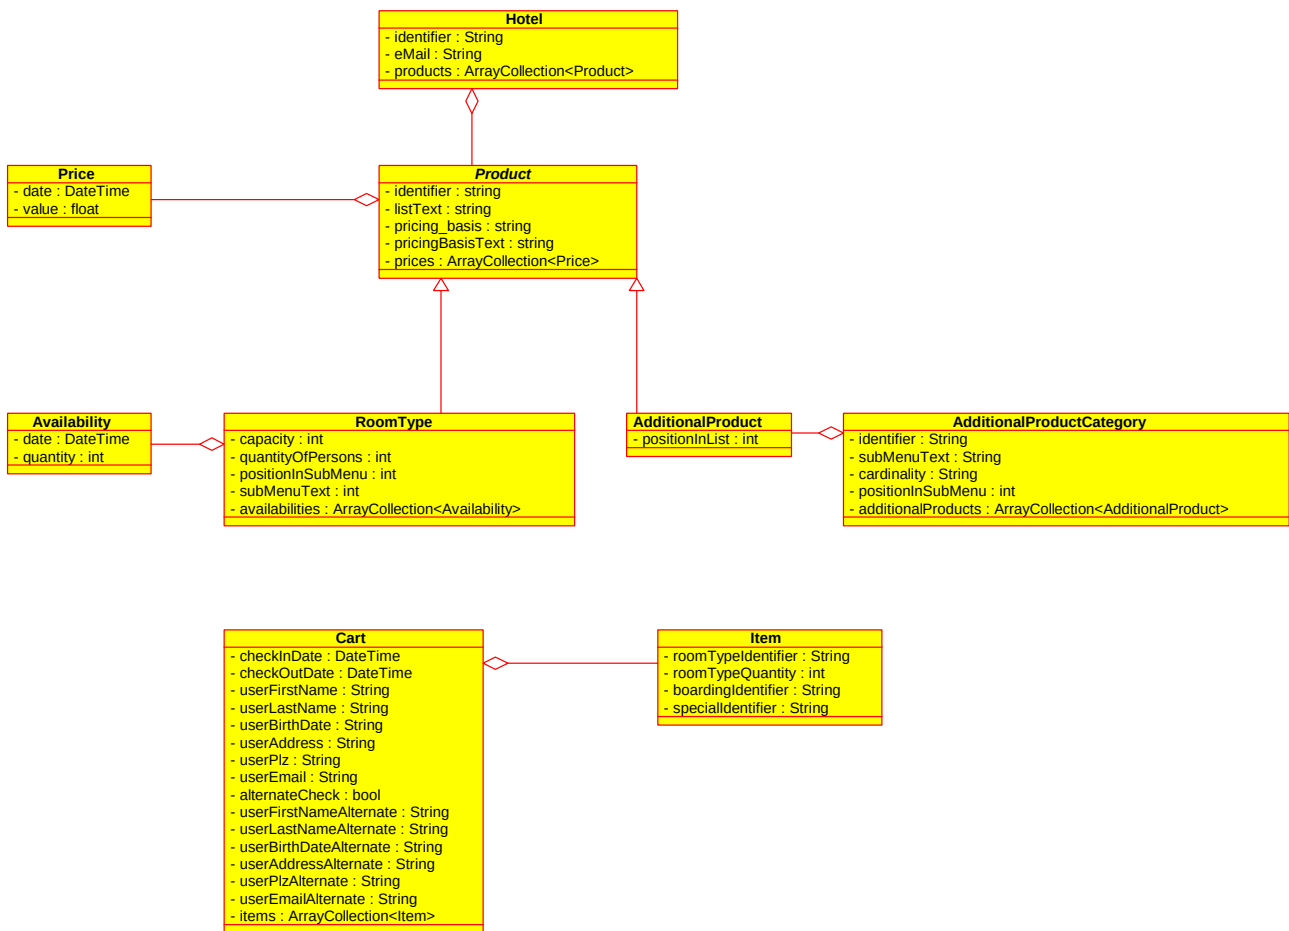 Hotel
- identifier : String
- eMail : String
- products : ArrayCollection<Product>
Price
- date : DateTime
- value : float
Product
- identifier : string
- listText : string
- pricing_basis : string
- pricingBasisText : string
- prices : ArrayCollection<Price>
Availability
- date : DateTime
- quantity : int
RoomType
- capacity : int
- quantityOfPersons : int
- positionInSubMenu : int
- subMenuText : int
- availabilities : ArrayCollection<Availability>
AdditionalProduct
- positionInList : int
AdditionalProductCategory
- identifier : String
- subMenuText : String
- cardinality : String
- positionInSubMenu : int
- additionalProducts : ArrayCollection<AdditionalProduct>
Cart
- checkInDate : DateTime
- checkOutDate : DateTime
- userFirstName : String
- userLastName : String
- userBirthDate : String
- userAddress : String
- userPlz : String
- userEmail : String
- alternateCheck : bool
- userFirstNameAlternate : String
- userLastNameAlternate : String
- userBirthDateAlternate : String
- userAddressAlternate : String
- userPlzAlternate : String
- userEmailAlternate : String
- items : ArrayCollection<Item>
Item
- roomTypeIdentifier : String
- roomTypeQuantity : int
- boardingIdentifier : String
- specialIdentifier : String